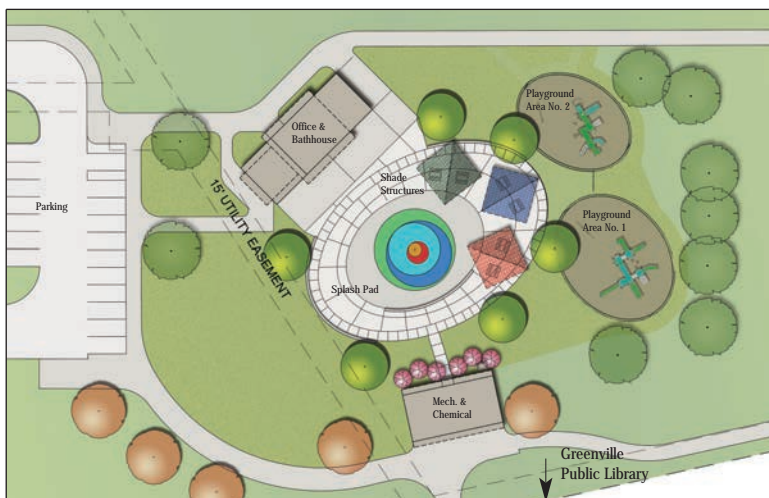 Playground
Area No. 2
Office &
Bathhouse
Shade
Structures
Parking
15' UTILITY EASEMENT
Playground
Area No. 1
Splash Pad
Mech. &
Chemical
Greenville
Public Library